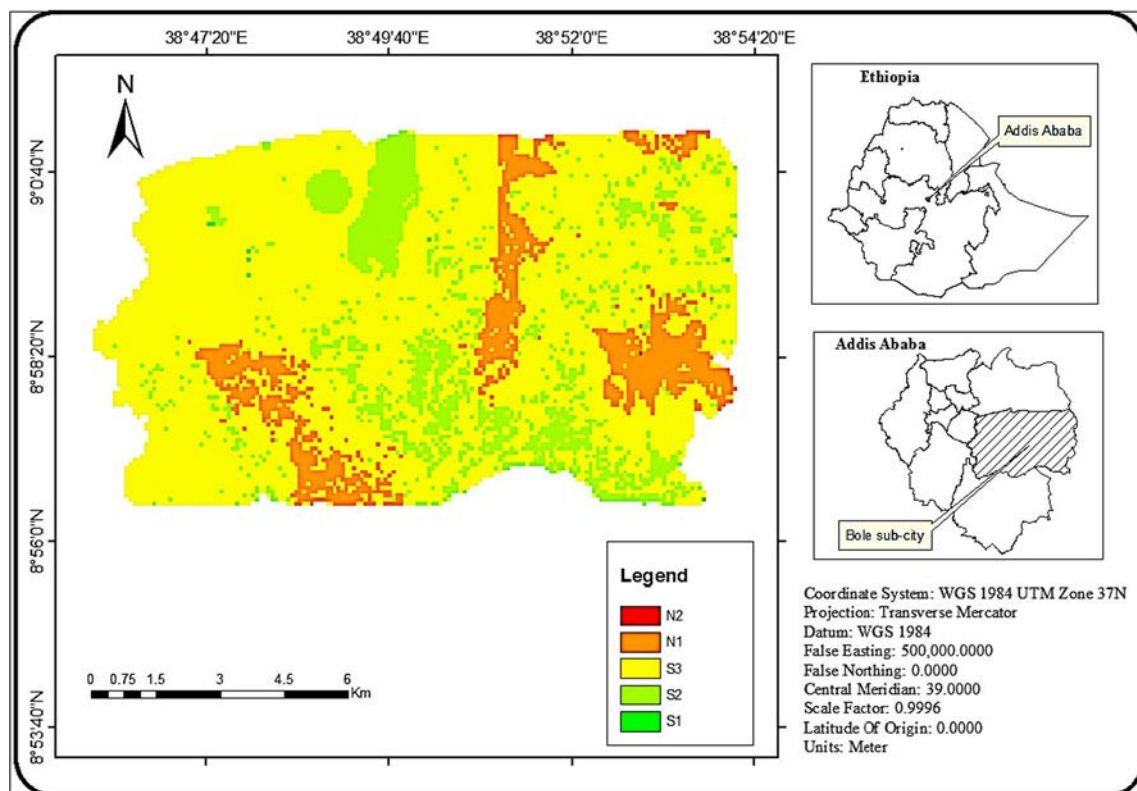 38°47'20"E 38°49'40"E 38°52'0"E 38°54'20"E
N
9°0'40"N
8°58'20"N
8°56'0"N
8°53'40"N
0 0.75 1.5 3 4.5 6
Km
Legend
N2
N1
S3
S2
S1
Ethiopia
Addis Ababa
Addis Ababa
Bole sub-city
Coordinate System: WGS 1984 UTM Zone 37N
Projection: Transverse Mercator
Datum: WGS 1984
False Easting: 500,000.0000
False Northing: 0.0000
Central Meridian: 39.0000
Scale Factor: 0.9996
Latitude Of Origin: 0.0000
Units: Meter